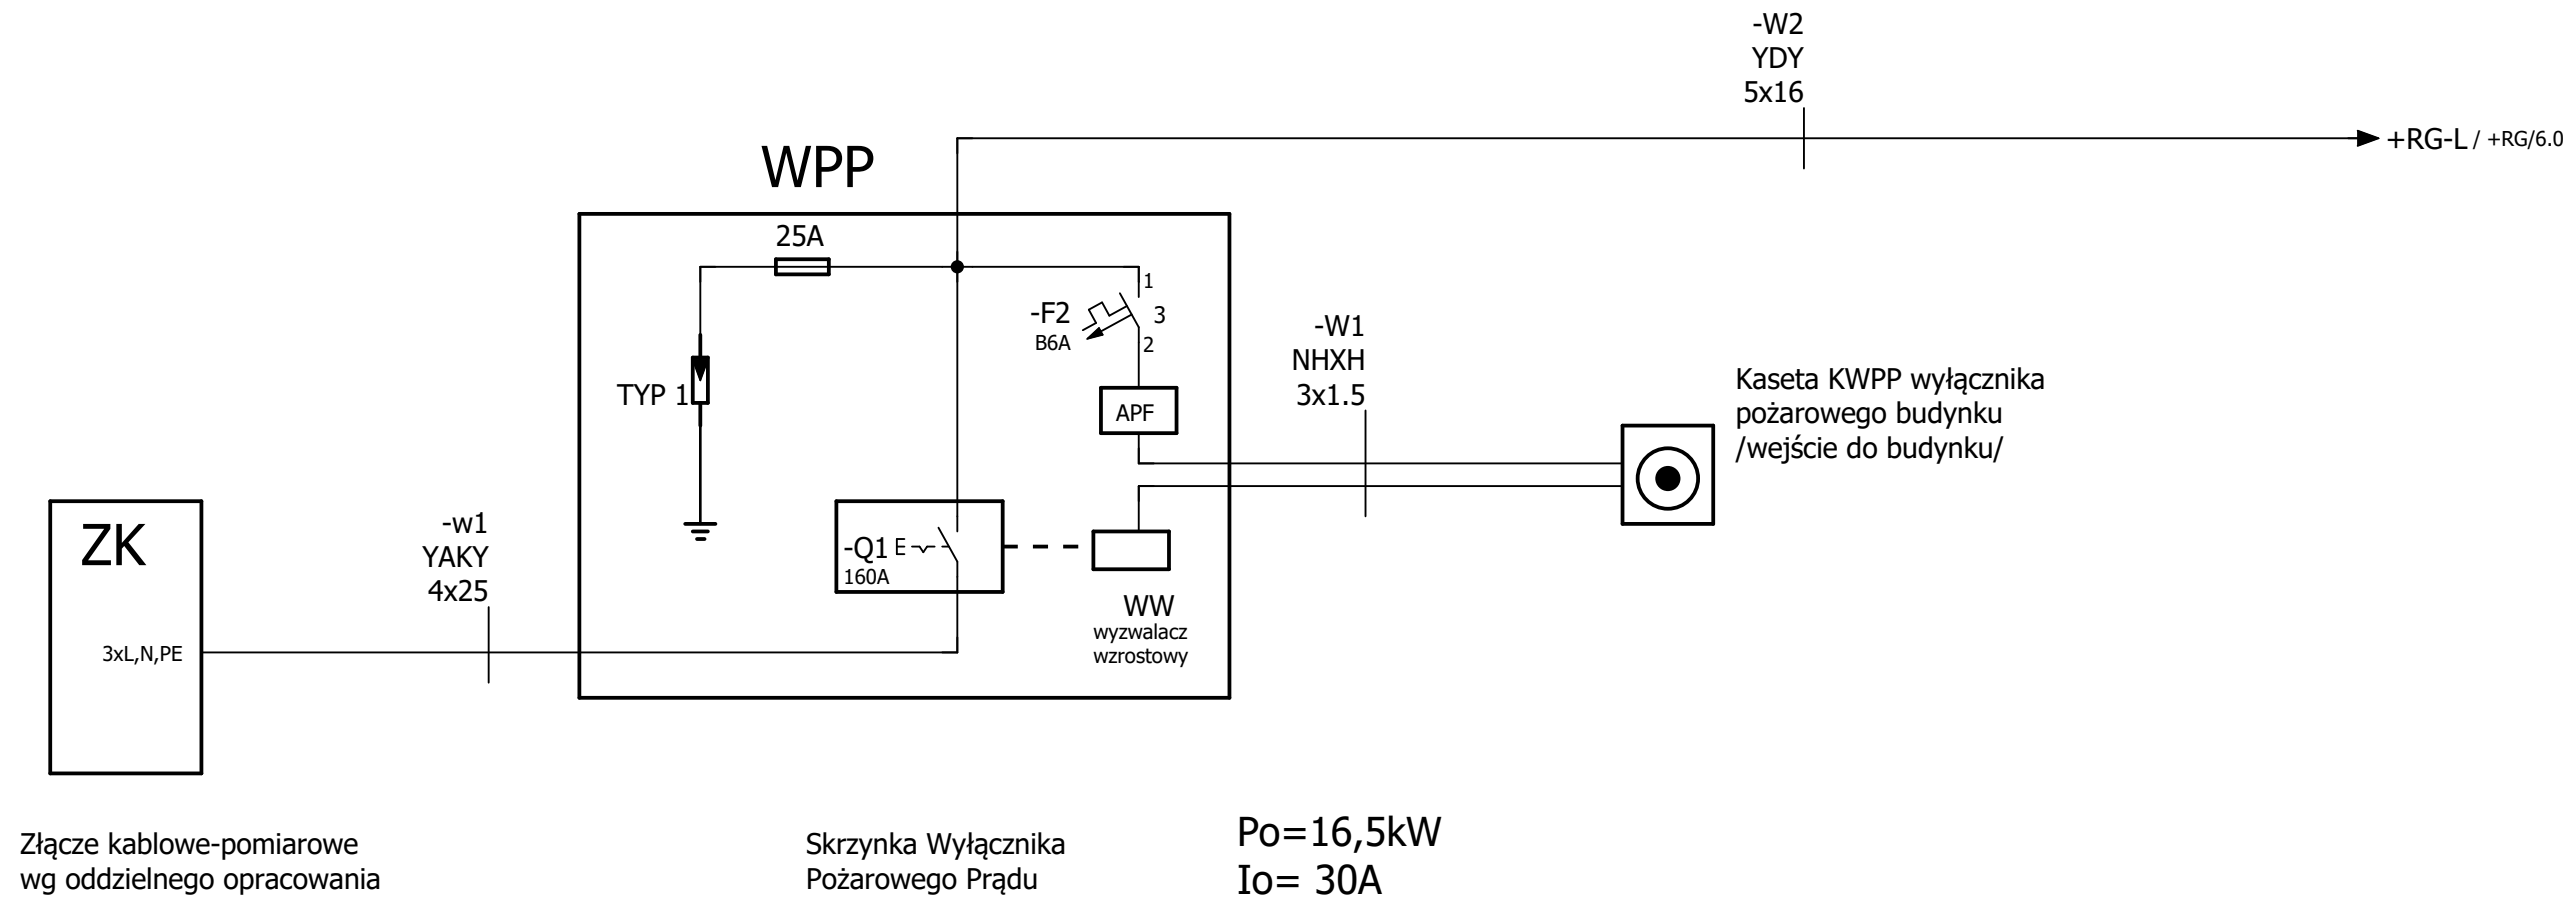 -W2
YDY
5x16
+RG-L / +RG/6.0
WPP
25A
1
-F2
3
B6A
2
-W1
NHXH
3x1.5
TYP 1
APF
Kaseta KWPP wyłącznika
pożarowego budynku
/wejście do budynku/
ZK
-w1
YAKY
4x25
-Q1
160A
WW
wyzwalacz
wzrostowy
3xL,N,PE
Złącze kablowe-pomiarowe
wg oddzielnego opracowania
Skrzynka Wyłącznika
Pożarowego Prądu
Po=16,5kW
Io= 30A